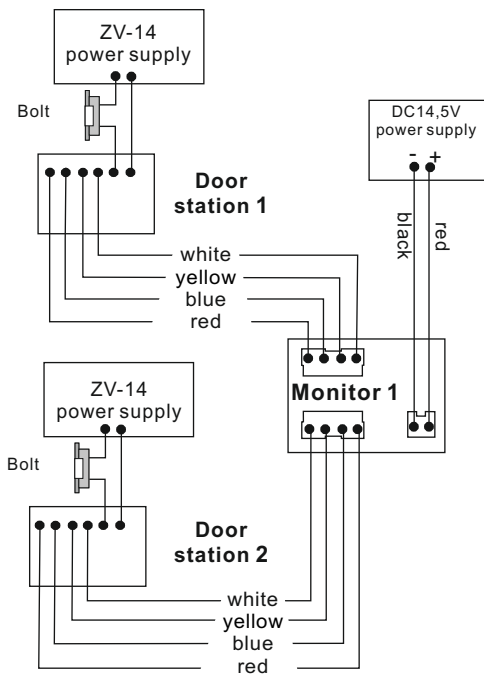 ZV-14
power supply
Bolt
DC14,5V
power supply
- +
black
red
Door
station 1
white
yellow
blue
red
Monitor 1
ZV-14
power supply
Bolt
Door
station 2
white
yellow
blue
red